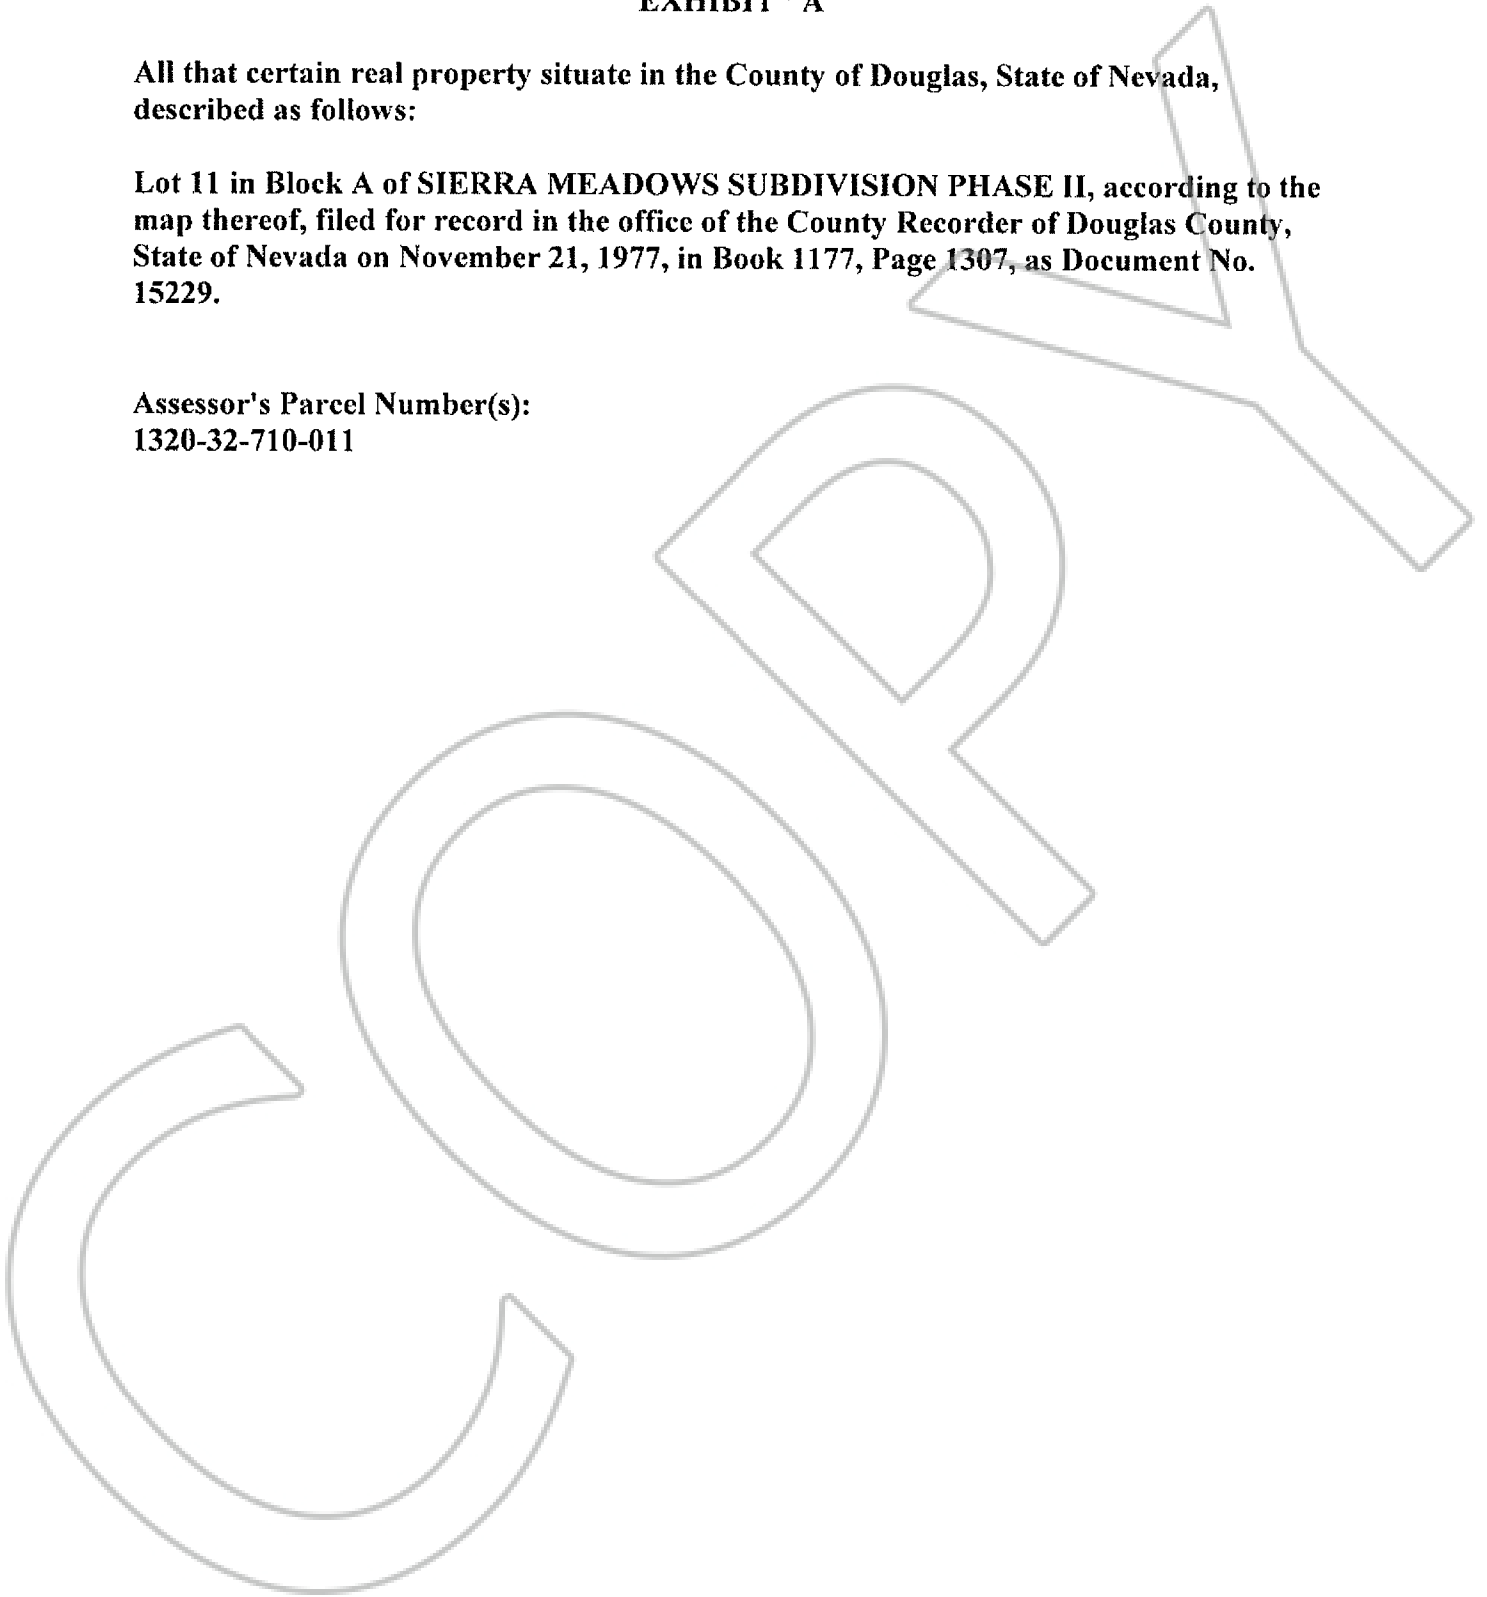 EXHIBIT "A
All that certain real property situate in the County of Douglas, State of Nevada,
described as follows:
Lot 11 in Block A of SIERRA MEADOWS SUBDIVISION PHASE II, according to the
map thereof, filed for record in the office of the County Recorder of Douglas County,
State of Nevada on November 21, 1977, in Book 1177, Page 1307, as Document No.
15229.
Assessor's Parcel Number(s):
1320-32-710-011
COPY